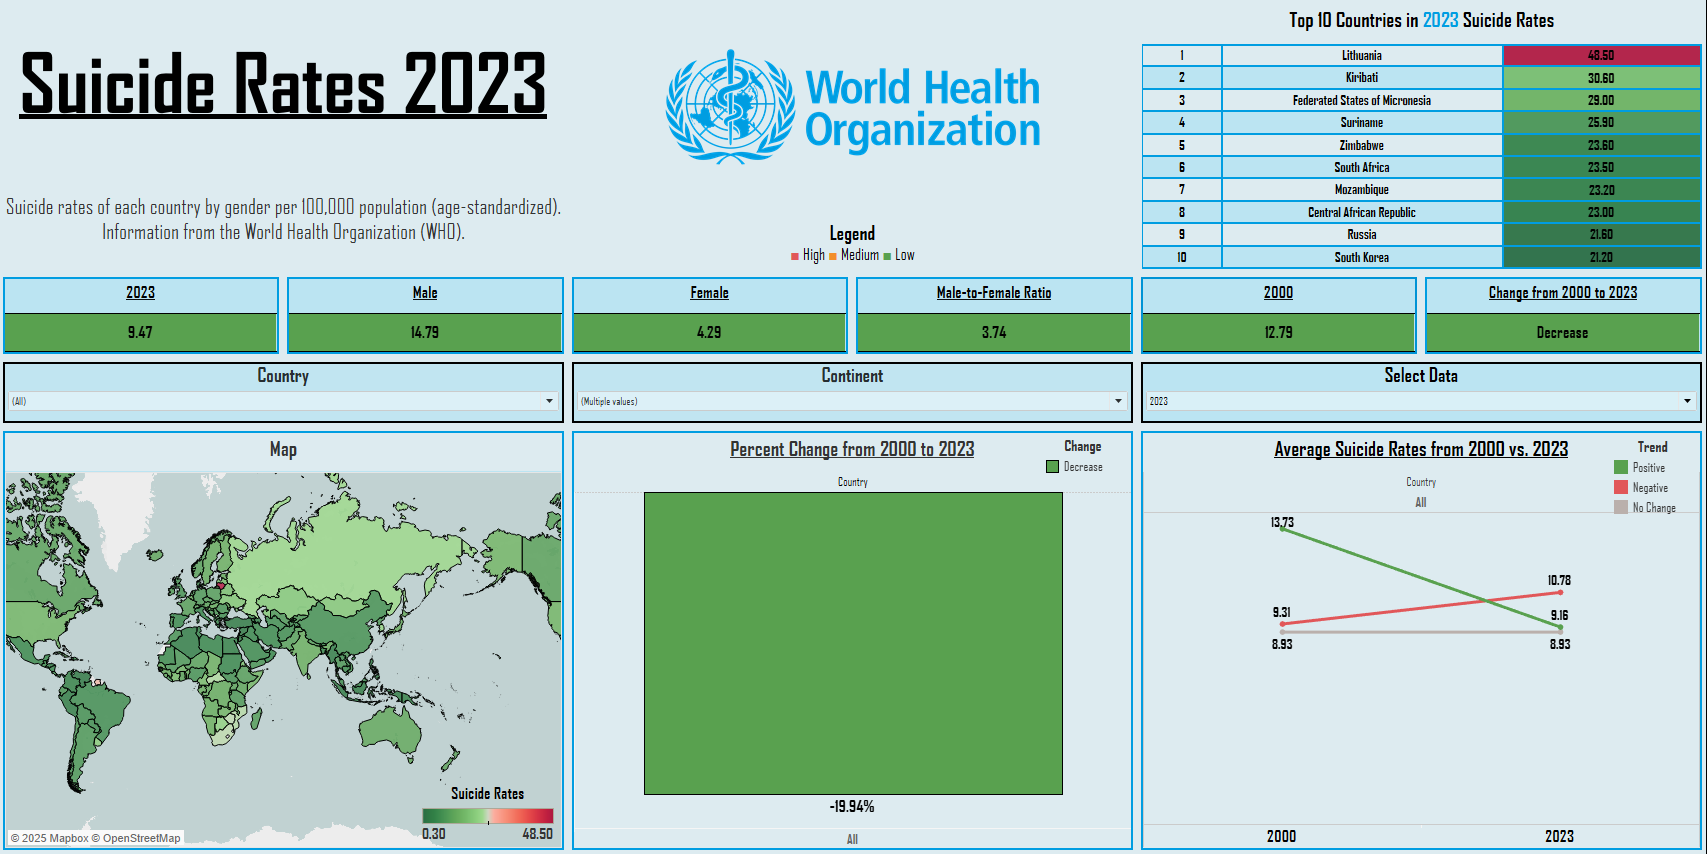 Suicide Rates 2023
Suicide rates of each country by gender per 100,000 population (age-standardized).
Information from the World Health Organization (WHO).
World Health
Organization
Legend
High Medium Low
Top 10 Countries in 2023 Suicide Rates
1 Lithuania 48.50
2 Kiribati 30.60
3 Federated States of Micronesia 29.00
4 Suriname 25.90
5 Zimbabwe 23.60
6 South Africa 23.50
7 Mozambique 23.20
8 Central African Republic 23.00
9 Russia 21.60
10 South Korea 21.20
2023 Male Female Male-to-Female Ratio 2000 Change from 2000 to 2023
9.47 14.79 4.29 3.74 12.79 Decrease
Country Continent Select Data
(All) (Multiple values) 2023
Map
Suicide Rates
0.30 48.50
© 2025 Mapbox © OpenStreetMap
Percent Change from 2000 to 2023
Change
Decrease
Country
-19.94%
All
Average Suicide Rates from 2000 vs. 2023
Trend
Positive
Negative
No Change
Country
All
13.73
10.78
9.31 9.16
8.93 8.93
2000 2023